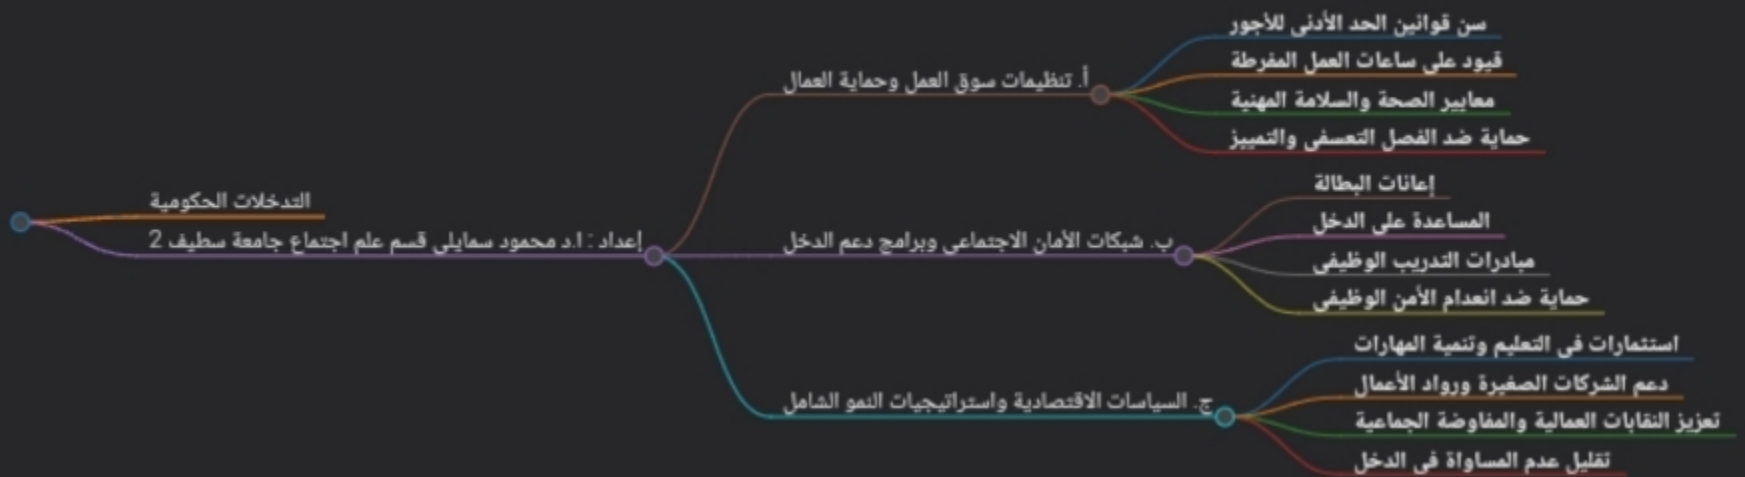 التدخلات الحكومية
إعداد : ا.د محمود سمايلي قسم علم اجتماع جامعة سطيف 2
أ. تنظيمات سوق العمل وحماية العمال
سن قوانين الحد الأدنى للأجور
قيود على ساعات العمل المفرطة
معايير الصحة والسلامة المهنية
حماية ضد الفصل التعسفي والتمييز
ب. شبكات الأمان الاجتماعي وبرامج دعم الدخل
إعانات البطالة
المساعدة على الدخل
مبادرات التدريب الوظيفي
حماية ضد انعدام الأمن الوظيفي
ج. السياسات الاقتصادية واستراتيجيات النمو الشامل
استثمارات في التعليم وتنمية المهارات
دعم الشركات الصغيرة ورواد الأعمال
تعزيز النقابات العمالية والمفاوضة الجماعية
تقليل عدم المساواة في الدخل